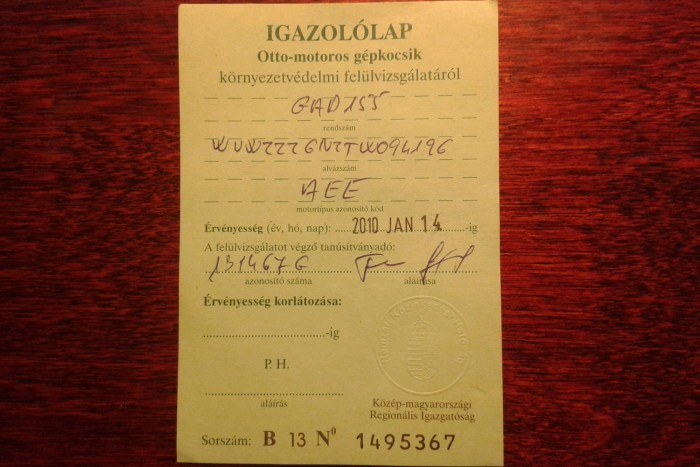 IGAZOLÓLAP
Otto-motoros gépkocsik
környezetvédelmi felülvizsgálatáról
GAD155
rendszám
WVWZZZ6NZTW094196
alvázszám
AEE
motortípus azonosító kód
Érvényesség (év, hó, nap): 2010 JAN 14 -ig
A felülvizsgálatot végző tanúsítványadó:
131467G
azonosító száma aláírása
Érvényesség korlátozása:
-ig
P. H.
aláírás
Közép-magyarországi
Regionális Igazgatóság
Sorszám: B 13 Nº 1495367